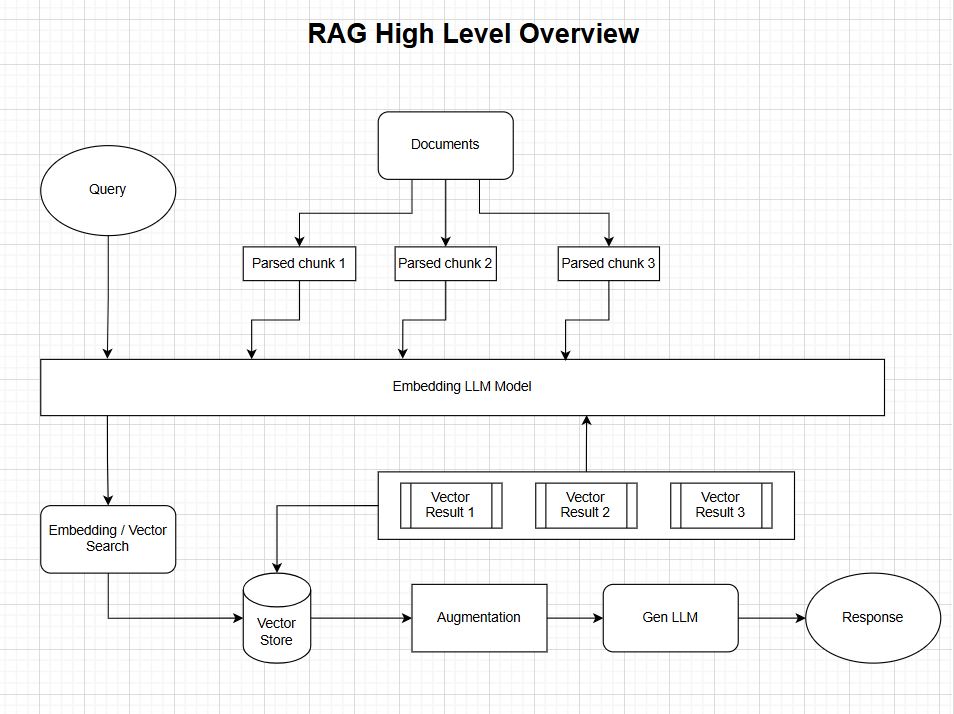 RAG High Level Overview
Documents
Query
Parsed chunk 1
Parsed chunk 2
Parsed chunk 3
Embedding LLM Model
Vector
Result 1
Vector
Result 2
Vector
Result 3
Embedding / Vector
Search
Vector
Store
Augmentation
Gen LLM
Response